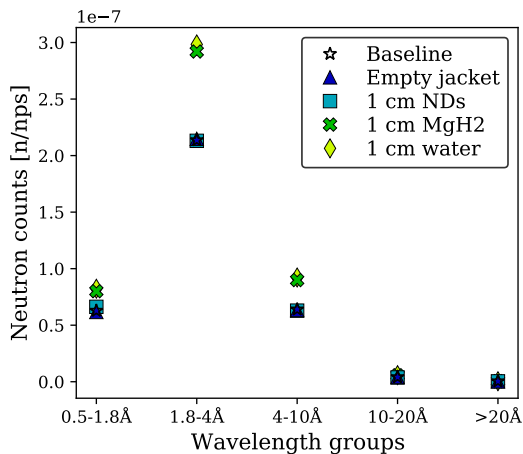 1e−7
Neutron counts [n/nps]
3.0
2.5
2.0
1.5
1.0
0.5
0.0
Baseline
Empty jacket
1 cm NDs
1 cm MgH2
1 cm water
0.5-1.8Å
1.8-4Å
4-10Å
10-20Å
>20Å
Wavelength groups